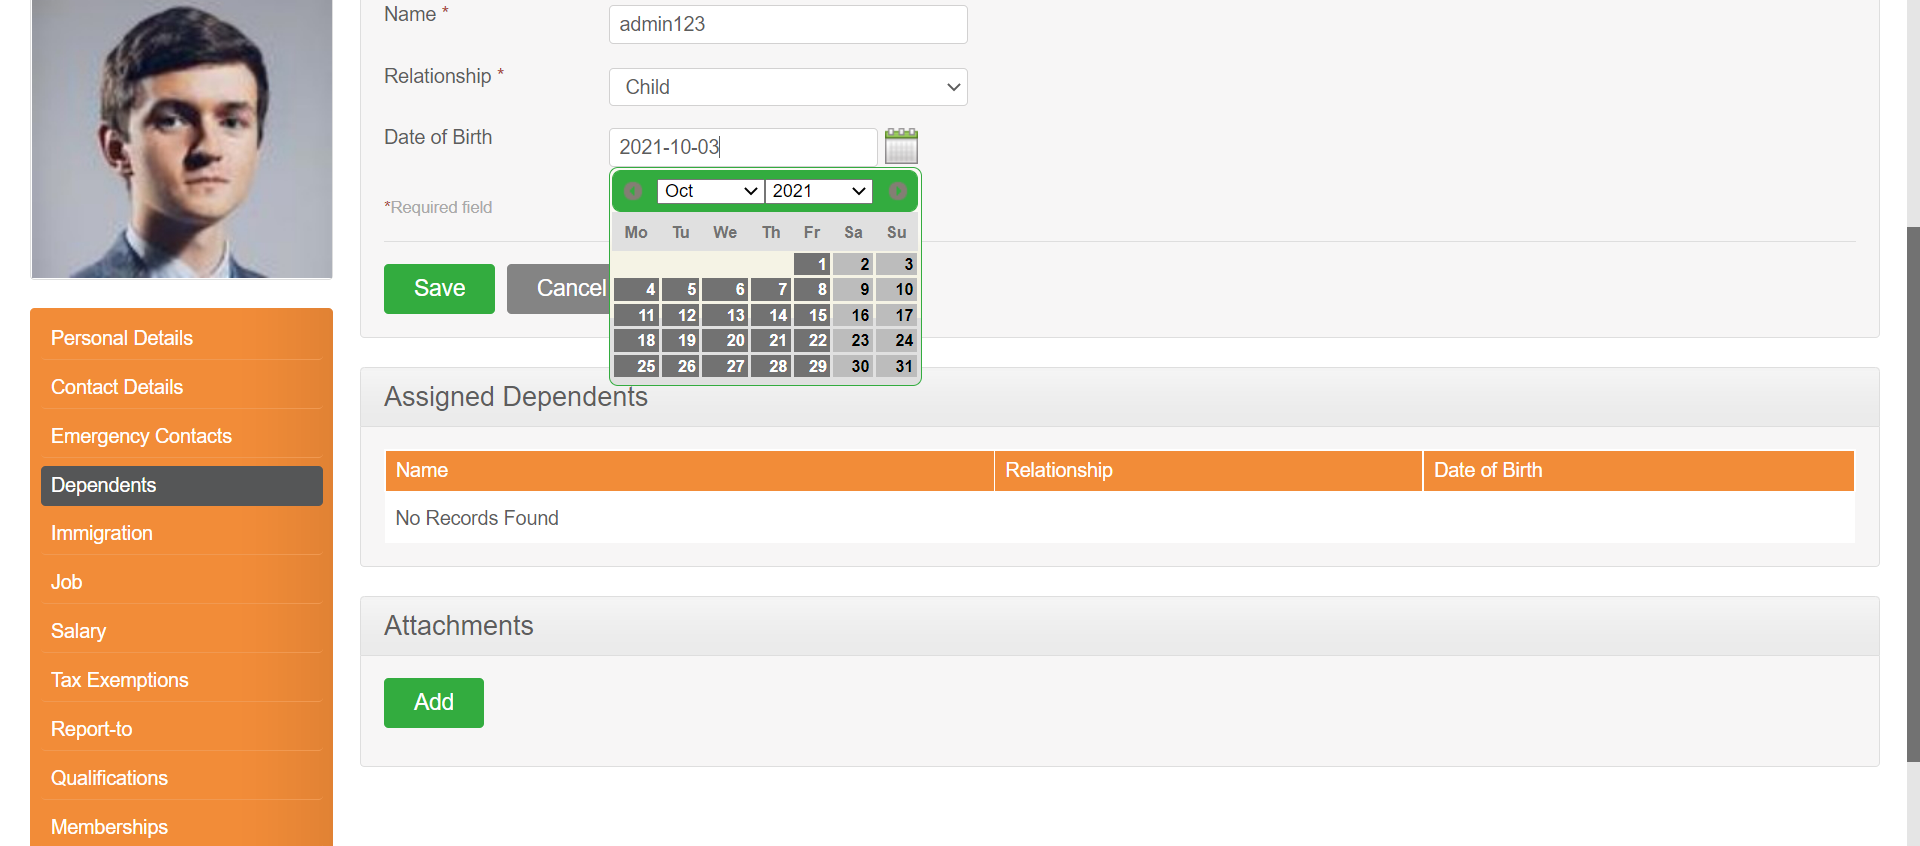 Name *
admin123
Relationship *
Child
Date of Birth
2021-10-03
Oct 2021
Mo Tu We Th Fr Sa Su
1 2 3
4 5 6 7 8 9 10
11 12 13 14 15 16 17
18 19 20 21 22 23 24
25 26 27 28 29 30 31
*Required field
Save Cancel
Personal Details
Contact Details
Emergency Contacts
Dependents
Immigration
Job
Salary
Tax Exemptions
Report-to
Qualifications
Memberships
Assigned Dependents
Name Relationship Date of Birth
No Records Found
Attachments
Add